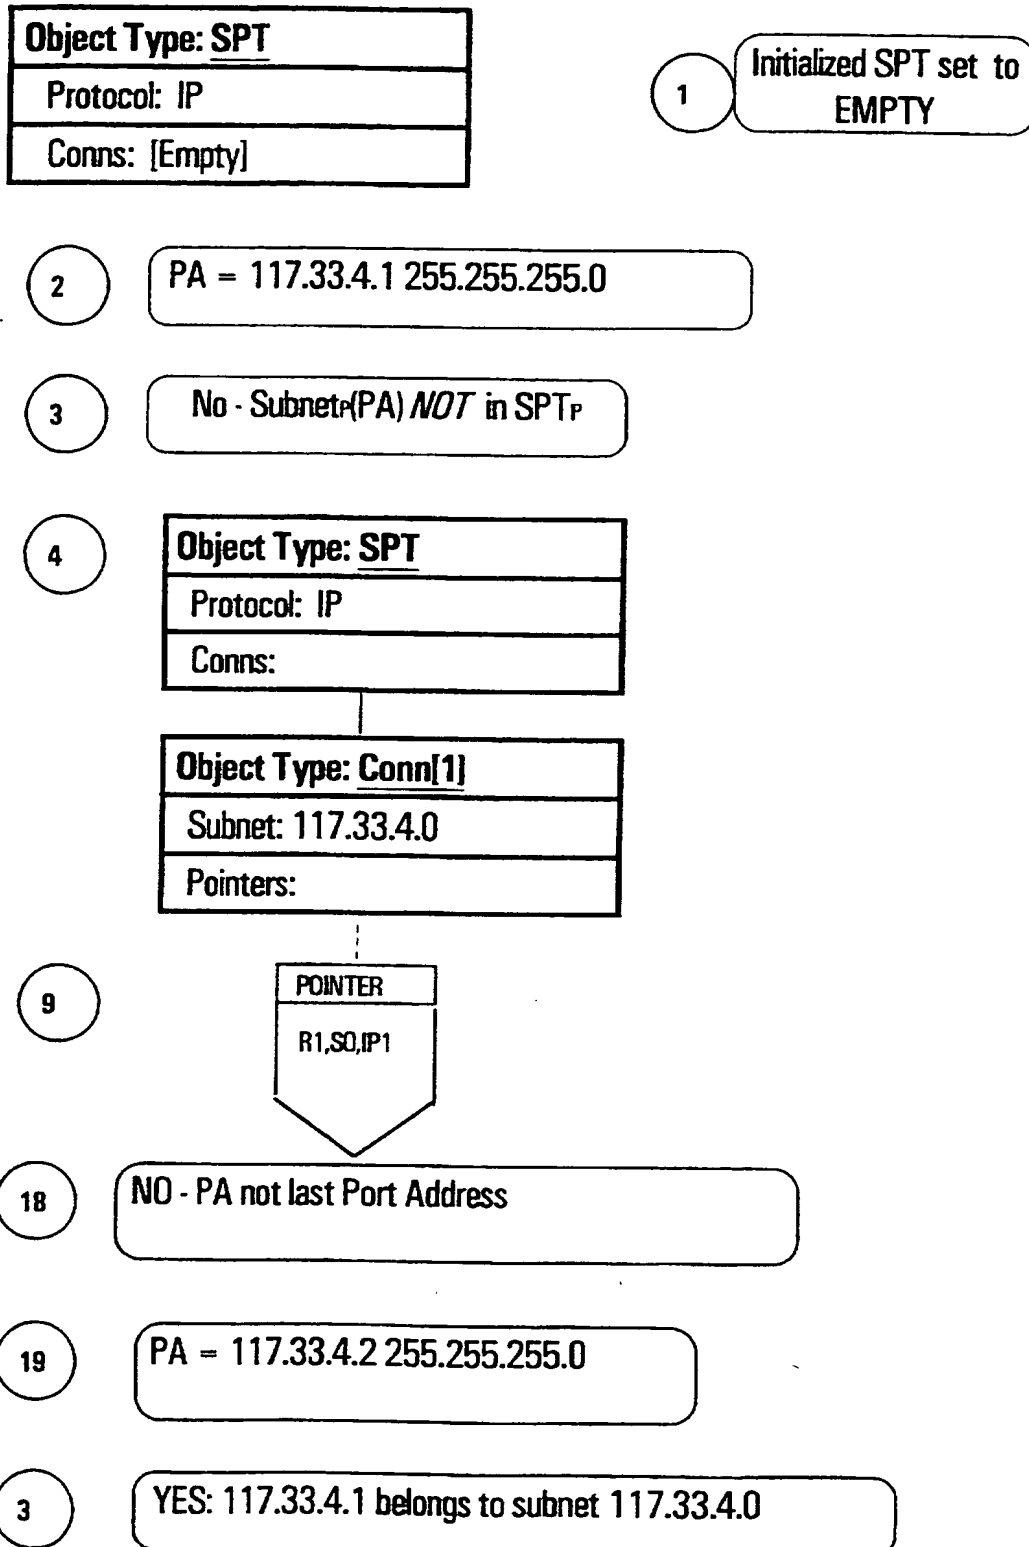 Object Type: SPT
Protocol: IP
Conns: [Empty]
1
Initialized SPT set to
EMPTY
2
PA = 117.33.4.1 255.255.255.0
3
No - SubnetP(PA) NOT in SPTP
4
Object Type: SPT
Protocol: IP
Conns:
Object Type: Conn[1]
Subnet: 117.33.4.0
Pointers:
9
POINTER
R1,S0,IP1
18
NO - PA not last Port Address
19
PA = 117.33.4.2 255.255.255.0
3
YES: 117.33.4.1 belongs to subnet 117.33.4.0